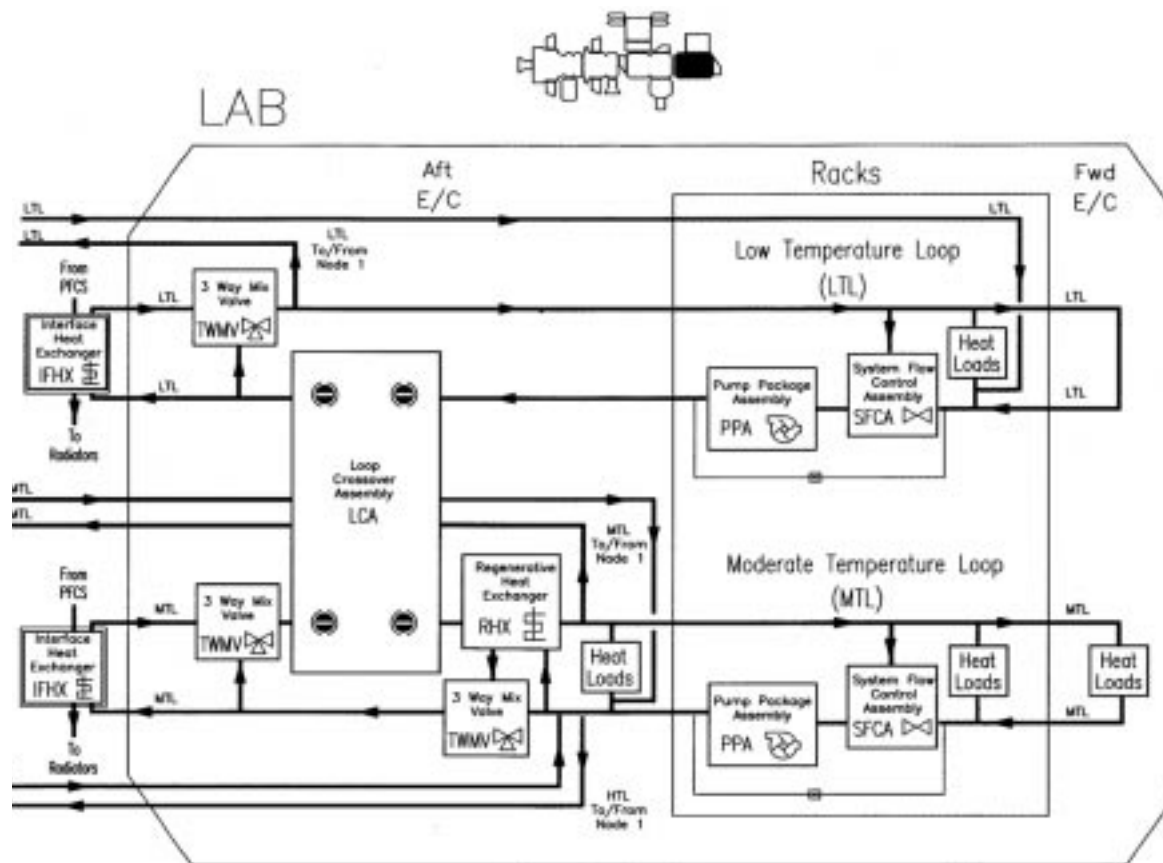 LAB
Aft
E/C
Racks
Fwd
E/C
LTL
LTL
LTL
LTL
To/From
Node 1
Low Temperature Loop
(LTL)
From
PFCS
LTL
3 Way Mix
Valve
TWMV
LTL
Interface
Heat
Exchanger
IFHX
Heat
Loads
System Flow
Control
Assembly
SFCA
Pump Package
Assembly
PPA
LTL
LTL
To
Radiators
Loop
Crossover
Assembly
LCA
MTL
MTL
MTL
To/From
Node 1
Moderate Temperature Loop
(MTL)
From
PFCS
MTL
3 Way Mix
Valve
TWMV
Regenerative
Heat
Exchanger
RHX
MTL
Interface
Heat
Exchanger
IFHX
Heat
Loads
Heat
Loads
Heat
Loads
System Flow
Control
Assembly
SFCA
Pump Package
Assembly
PPA
3 Way Mix
Valve
TWMV
MTL
MTL
To
Radiators
HTL
To/From
Node 1